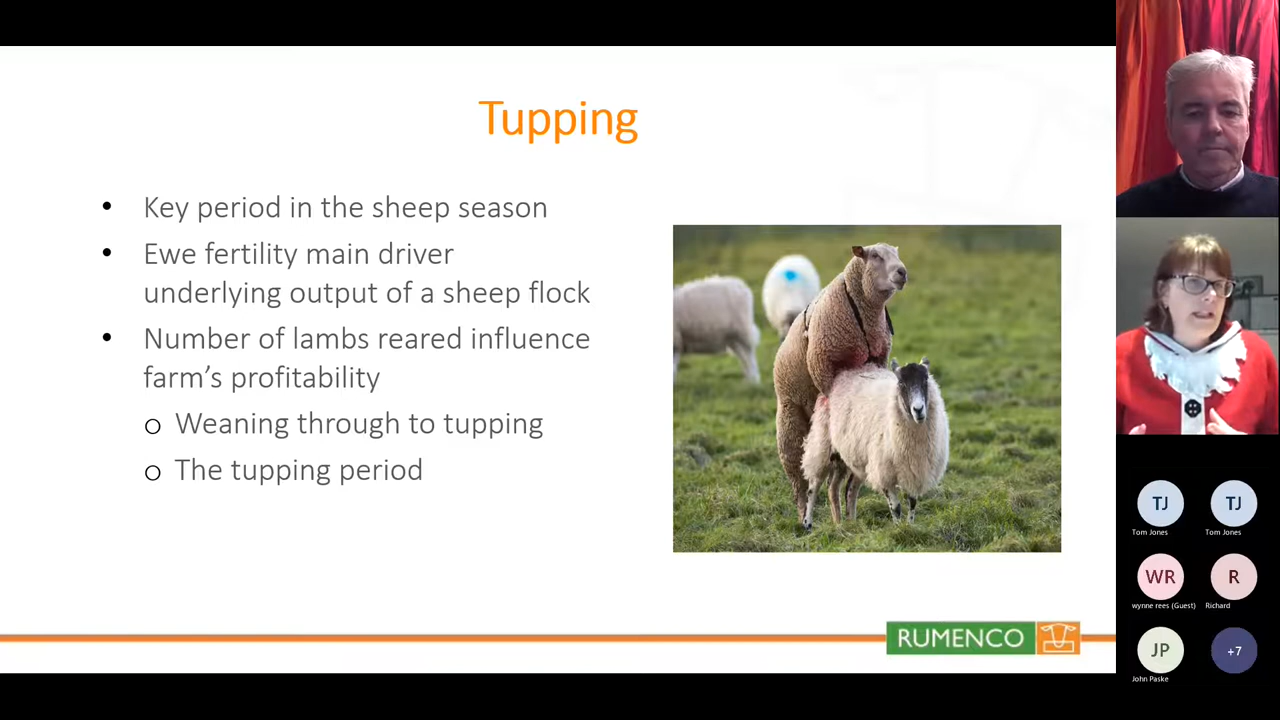 Tupping
• Key period in the sheep season
• Ewe fertility main driver
underlying output of a sheep flock
• Number of lambs reared influence
farm's profitability
o Weaning through to tupping
o The tupping period
RUMENCO
TJ
Tom Jones
TJ
Tom Jones
WR
wynne rees (Guest)
R
Richard
JP
John Paske
+7